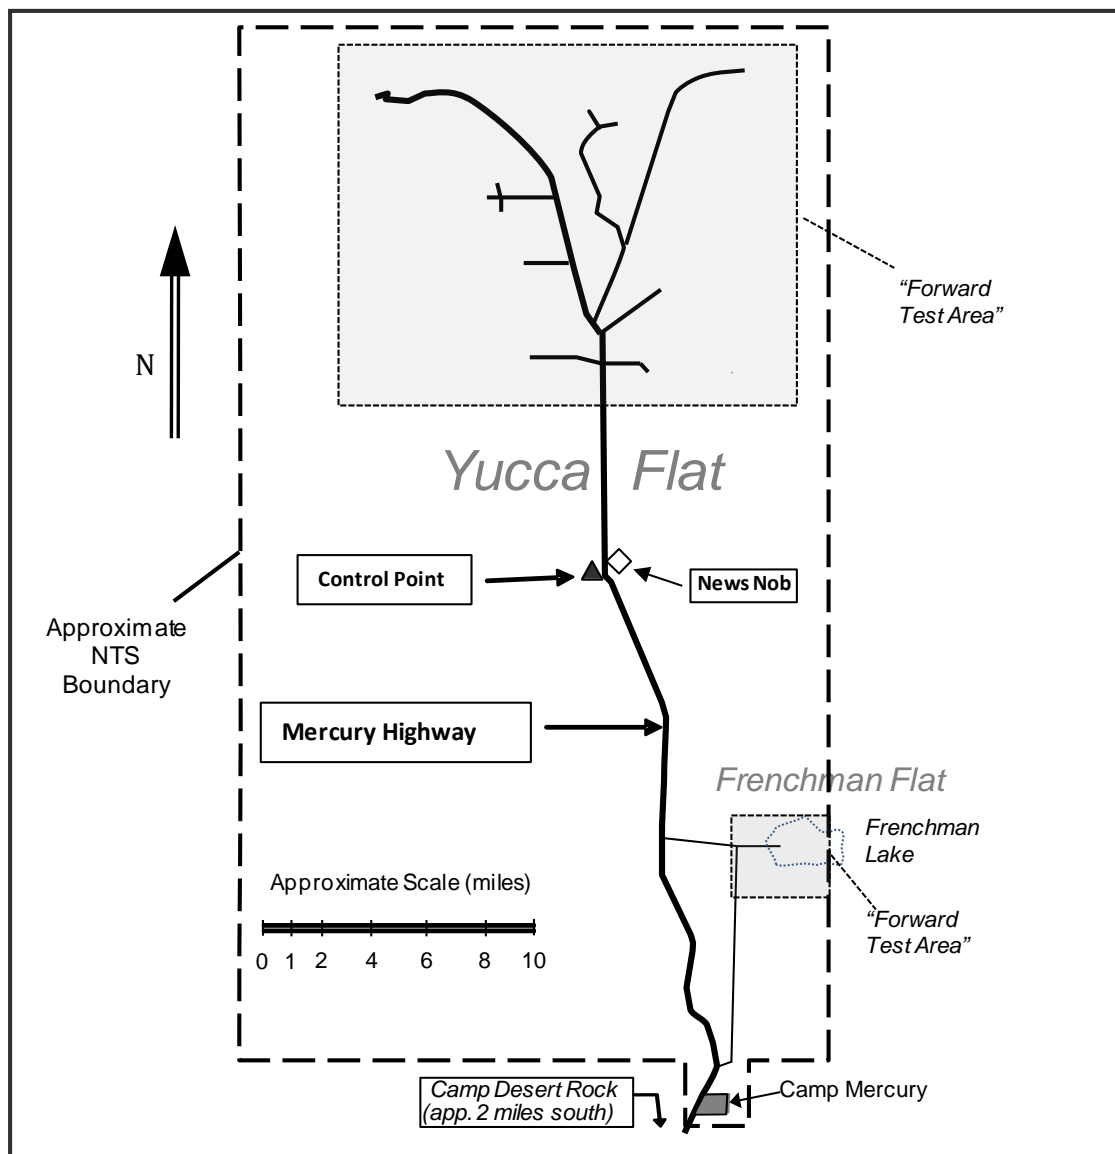 “Forward
Test Area”
N
Yucca Flat
Control Point
News Nob
Approximate
NTS
Boundary
Mercury Highway
Frenchman Flat
Frenchman
Lake
Approximate Scale (miles)
“Forward
Test Area”
0 1 2 4 6 8 10
Camp Desert Rock
(app. 2 miles south)
Camp Mercury